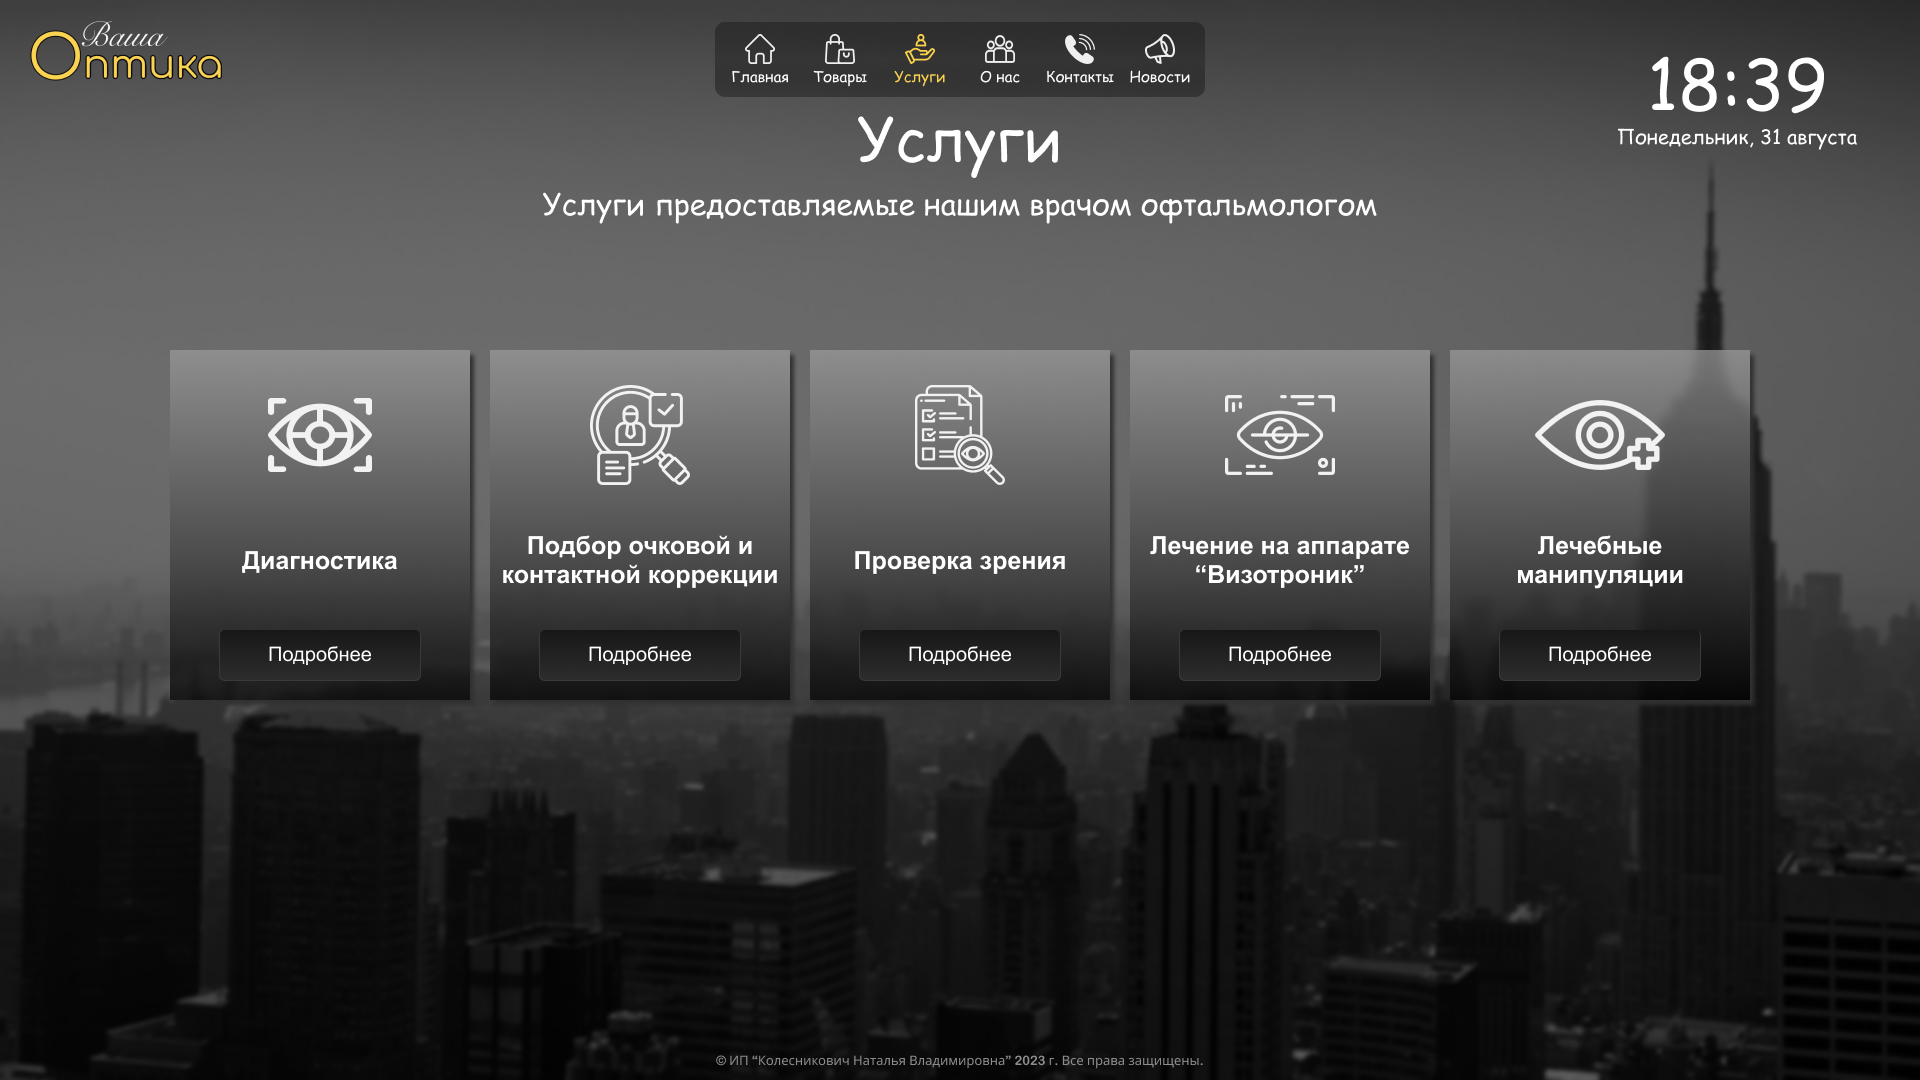 Ваша
Оптика
Главная
Товары
Услуги
О нас
Контакты
Новости
18:39
Понедельник, 31 августа
Услуги
Услуги предоставляемые нашим врачом офтальмологом
Диагностика
Подробнее
Подбор очковой и
контактной коррекции
Подробнее
Проверка зрения
Подробнее
Лечение на аппарате
“Визотроник”
Подробнее
Лечебные
манипуляции
Подробнее
© ИП “Колесникович Наталья Владимировна” 2023 г. Все права защищены.